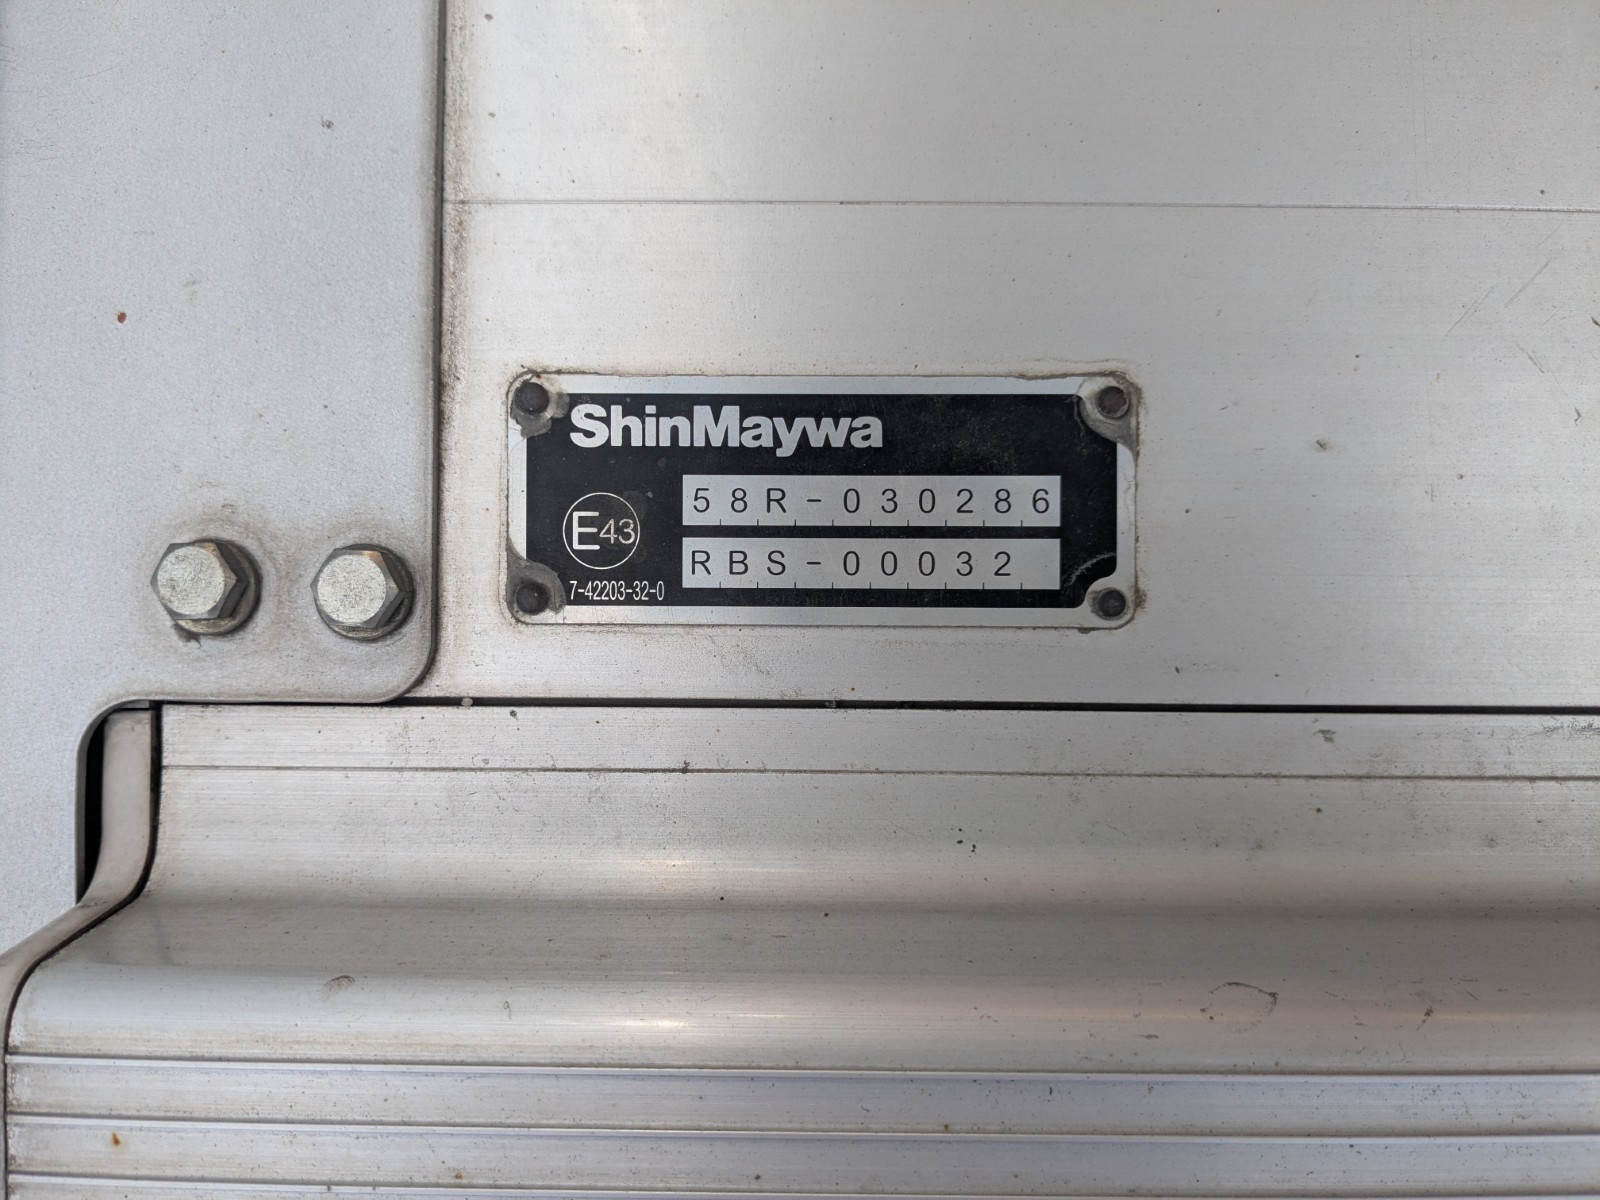 ShinMaywa
58R-030286
E43
RBS-00032
7-42203-32-0